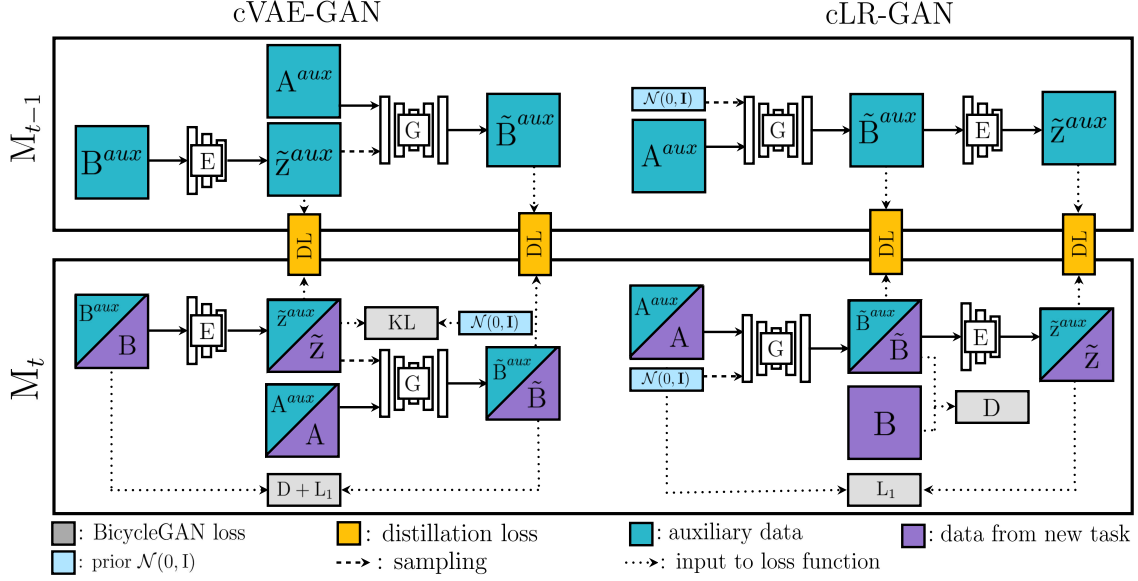 cVAE-GAN
cLR-GAN
M_{t−1}
A^{aux}
B^{aux}
E
z̃^{aux}
G
B̃^{aux}
N(0, I)
A^{aux}
G
B̃^{aux}
E
z̃^{aux}
DL
DL
DL
DL
M_t
B^{aux}
B
E
z̃^{aux}
z̃
KL
N(0, I)
A^{aux}
A
G
B̃^{aux}
B̃
D + L_1
A^{aux}
A
N(0, I)
G
B̃^{aux}
B̃
E
z̃^{aux}
z̃
B
D
L_1
: BicycleGAN loss
: distillation loss
: auxiliary data
: data from new task
: prior N(0, I)
: sampling
: input to loss function